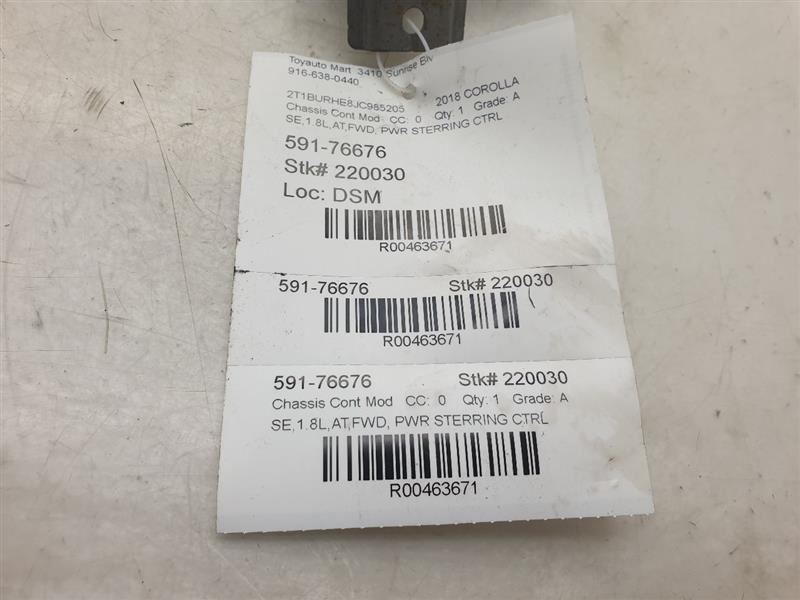 Toyauto Mart 3410 Sunrise Blv
916-638-0440
2T1BURHE8JC985205 2018 COROLLA
Chassis Cont Mod CC: 0 Qty: 1 Grade: A
SE,1.8L,AT,FWD, PWR STERRING CTRL
591-76676
Stk# 220030
Loc: DSM
R00463671
591-76676 Stk# 220030
R00463671
591-76676 Stk# 220030
Chassis Cont Mod CC: 0 Qty: 1 Grade: A
SE,1.8L,AT,FWD, PWR STERRING CTRL
R00463671